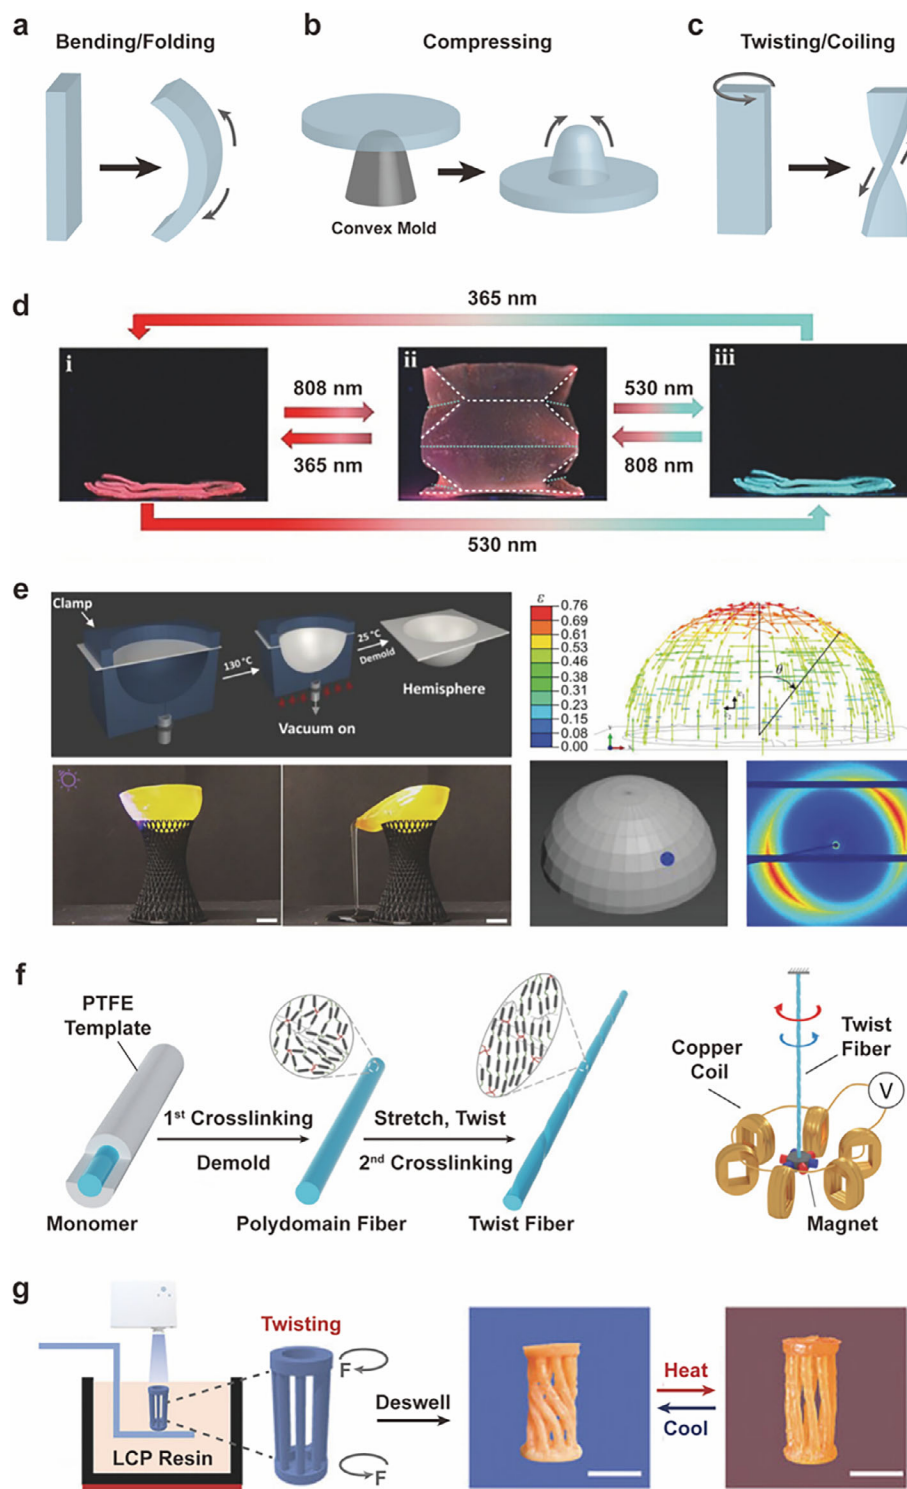 a
Bending/Folding
b
Compressing
Convex Mold
c
Twisting/Coiling
d
365 nm
i
808 nm
365 nm
ii
530 nm
808 nm
iii
530 nm
e
Clamp
130 °C
Vacuum on
25 °C
Demold
Hemisphere
ε
0.76
0.69
0.61
0.53
0.46
0.38
0.31
0.23
0.15
0.08
0.00
θ
f
PTFE
Template
Monomer
1st Crosslinking
Demold
Polydomain Fiber
Stretch, Twist
2nd Crosslinking
Twist Fiber
Copper
Coil
Twist
Fiber
V
Magnet
g
LCP Resin
Twisting
F
F
Deswell
Heat
Cool